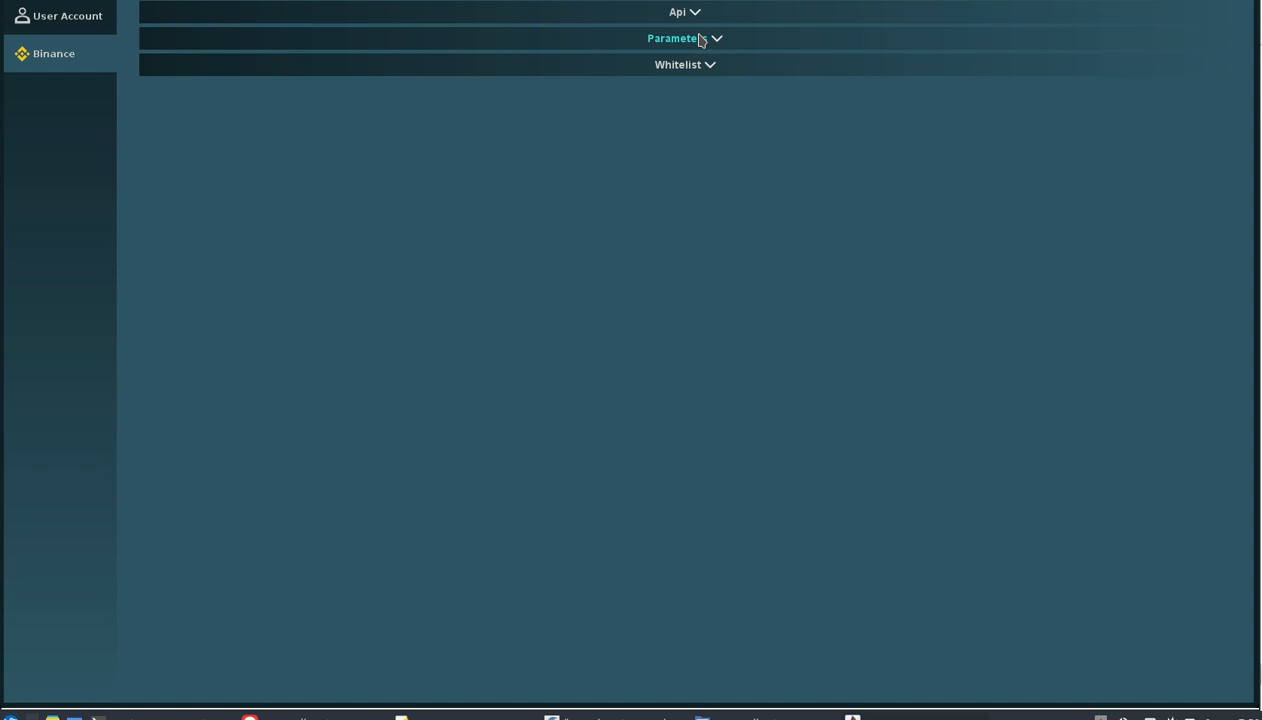 User Account
Binance
Api
Parameters
Whitelist